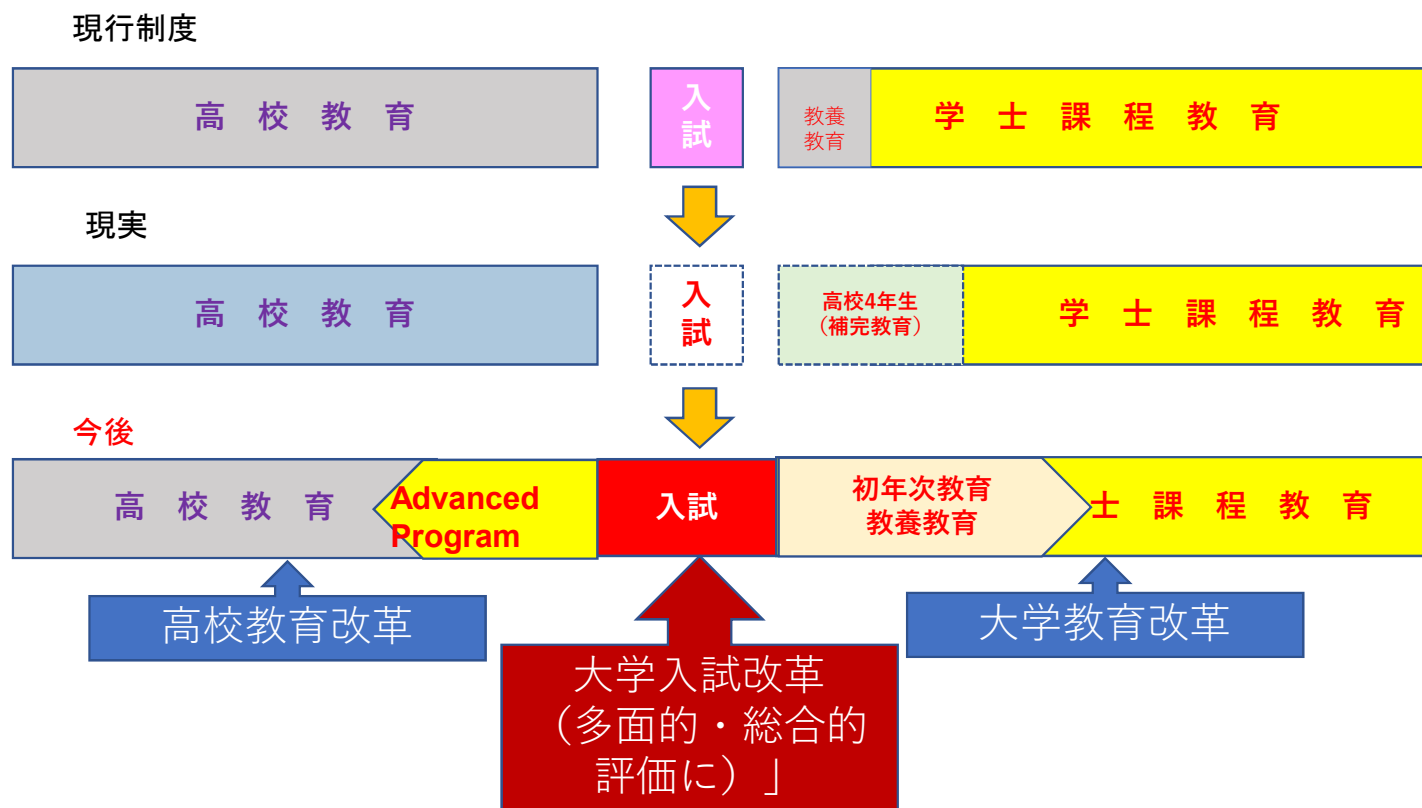 現行制度
高校教育
入
試
教養
教育
学士課程教育
現実
高校教育
入
試
高校4年生
（補完教育）
学士課程教育
今後
高校教育
Advanced
Program
入試
初年次教育
教養教育
士課程教育
高校教育改革
大学教育改革
大学入試改革
（多面的・総合的
評価に）」